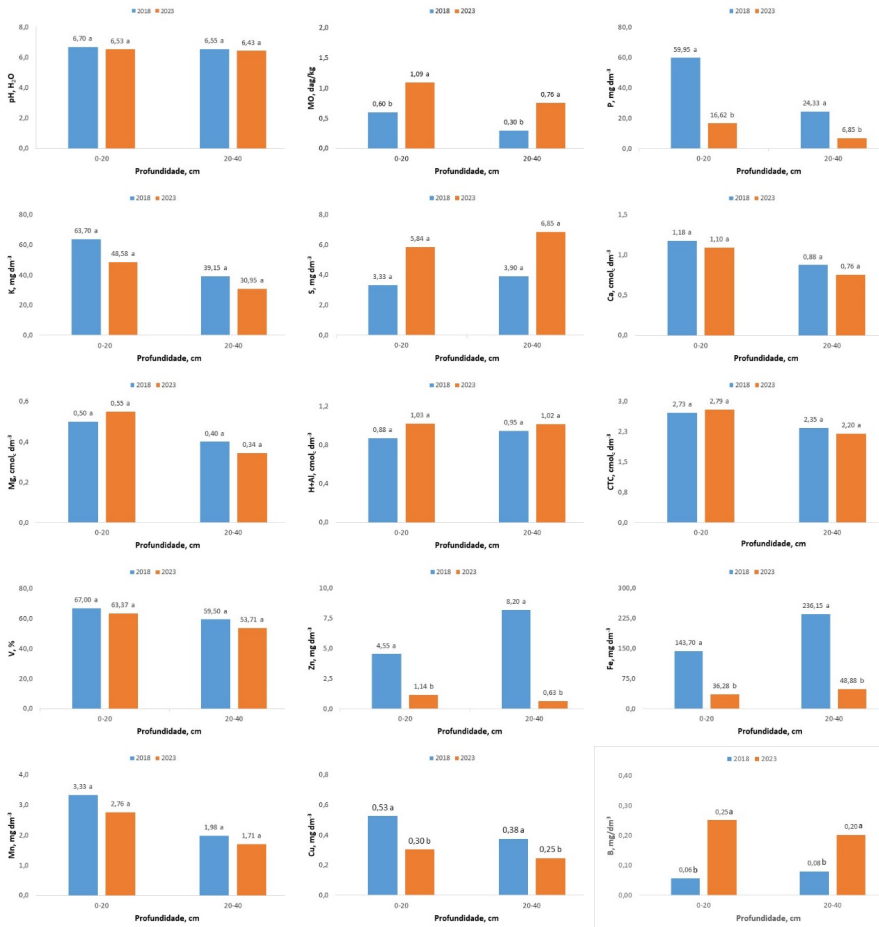 2018 2023
pH, H₂O
8,0
6,0
4,0
2,0
0,0
6,70 a
6,53 a
6,55 a
6,43 a
0-20
20-40
Profundidade, cm
2018 2023
MO, dag/kg
2,0
1,5
1,0
0,5
0,0
0,60 b
1,09 a
0,30 b
0,76 a
0-20
20-40
Profundidade, cm
2018 2023
P, mg dm⁻³
80,0
60,0
40,0
20,0
0,0
59,95 a
16,62 b
24,33 a
6,85 b
0-20
20-40
Profundidade, cm
2018 2023
K, mg dm⁻³
80,0
60,0
40,0
20,0
0,0
63,70 a
48,58 a
39,15 a
30,95 a
0-20
20-40
Profundidade, cm
2018 2023
S, mg dm⁻³
8,0
6,0
4,0
2,0
0,0
3,33 a
5,84 a
3,90 a
6,85 a
0-20
20-40
Profundidade, cm
2018 2023
Ca, cmolc dm⁻³
1,5
1,0
0,5
0,0
1,18 a
1,10 a
0,88 a
0,76 a
0-20
20-40
Profundidade, cm
2018 2023
Mg, cmolc dm⁻³
0,6
0,4
0,2
0,0
0,50 a
0,55 a
0,40 a
0,34 a
0-20
20-40
Profundidade, cm
2018 2023
H+Al, cmolc dm⁻³
1,2
0,8
0,4
0,0
0,88 a
1,03 a
0,95 a
1,02 a
0-20
20-40
Profundidade, cm
2018 2023
CTC, cmolc dm⁻³
3,0
2,3
1,5
0,8
0,0
2,73 a
2,79 a
2,35 a
2,20 a
0-20
20-40
Profundidade, cm
2018 2023
V, %
80,0
60,0
40,0
20,0
0,0
67,00 a
63,37 a
59,50 a
53,71 a
0-20
20-40
Profundidade, cm
2018 2023
Zn, mg dm⁻³
10,0
7,5
5,0
2,5
0,0
4,55 a
1,14 b
8,20 a
0,63 b
0-20
20-40
Profundidade, cm
2018 2023
Fe, mg dm⁻³
300,0
225,0
150,0
75,0
0,0
143,70 a
36,28 b
236,15 a
48,88 b
0-20
20-40
Profundidade, cm
2018 2023
Mn, mg dm⁻³
4,0
3,0
2,0
1,0
0,0
3,33 a
2,76 a
1,98 a
1,71 a
0-20
20-40
Profundidade, cm
2018 2023
Cu, mg dm⁻³
0,8
0,6
0,4
0,2
0,0
0,53 a
0,30 b
0,38 a
0,25 b
0-20
20-40
Profundidade, cm
2018 2023
B, mg/dm³
0,40
0,30
0,20
0,10
0,00
0,06 b
0,25 a
0,08 b
0,20 a
0-20
20-40
Profundidade, cm